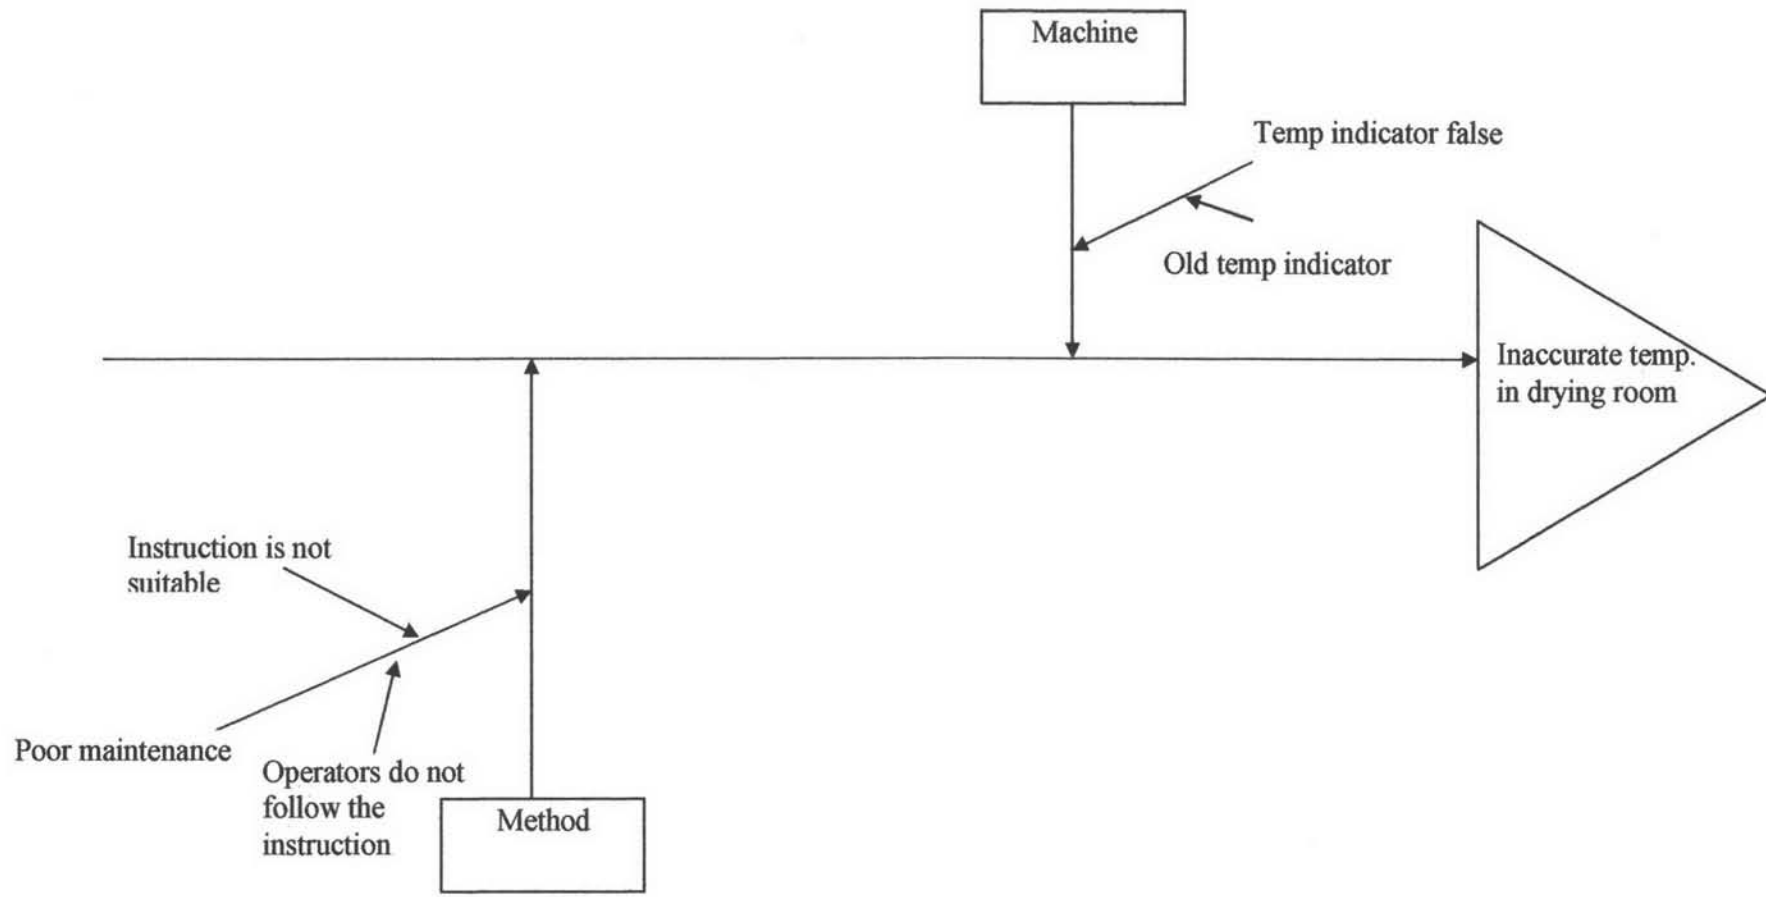 Machine
Temp indicator false
Old temp indicator
Inaccurate temp.
in drying room
Instruction is not
suitable
Poor maintenance
Operators do not
follow the
instruction
Method